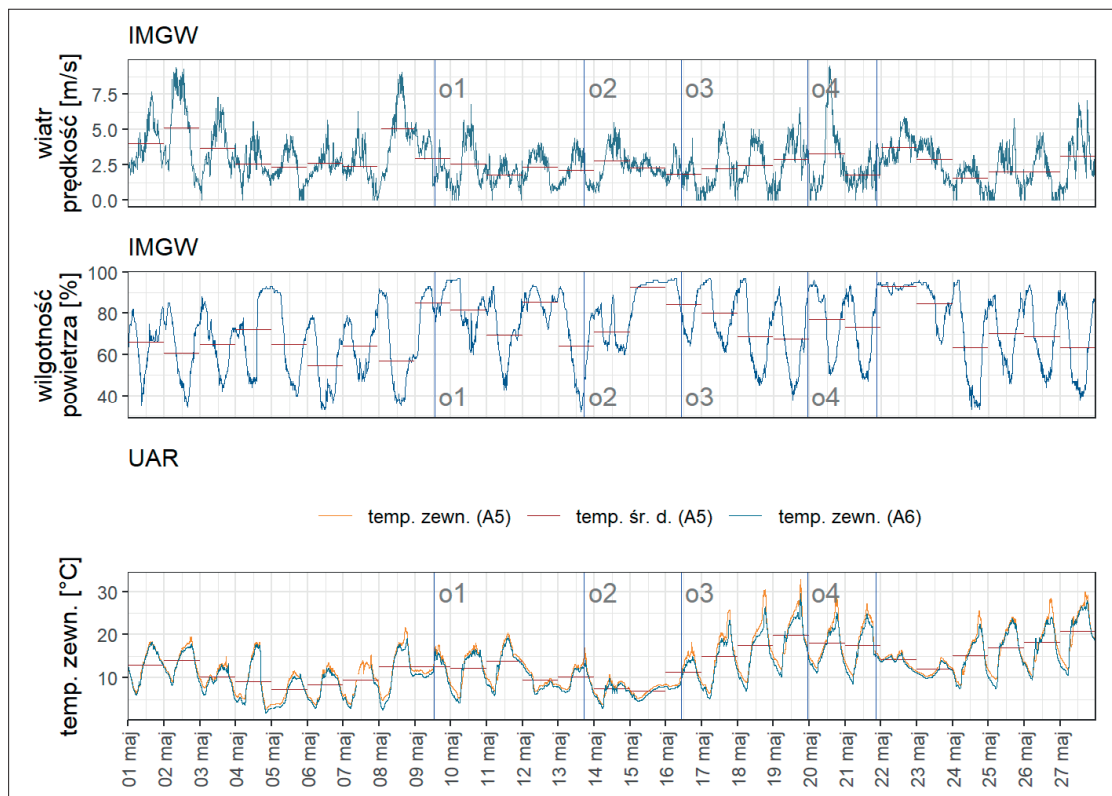 IMGW
wiatr
prędkość [m/s]
7.5
5.0
2.5
0.0
o1
o2
o3
o4
IMGW
wilgotność
powietrza [%]
100
80
60
40
o1
o2
o3
o4
UAR
temp. zewn. (A5)
temp. śr. d. (A5)
temp. zewn. (A6)
temp. zewn. [°C]
30
20
10
o1
o2
o3
o4
01 maj
02 maj
03 maj
04 maj
05 maj
06 maj
07 maj
08 maj
09 maj
10 maj
11 maj
12 maj
13 maj
14 maj
15 maj
16 maj
17 maj
18 maj
19 maj
20 maj
21 maj
22 maj
23 maj
24 maj
25 maj
26 maj
27 maj